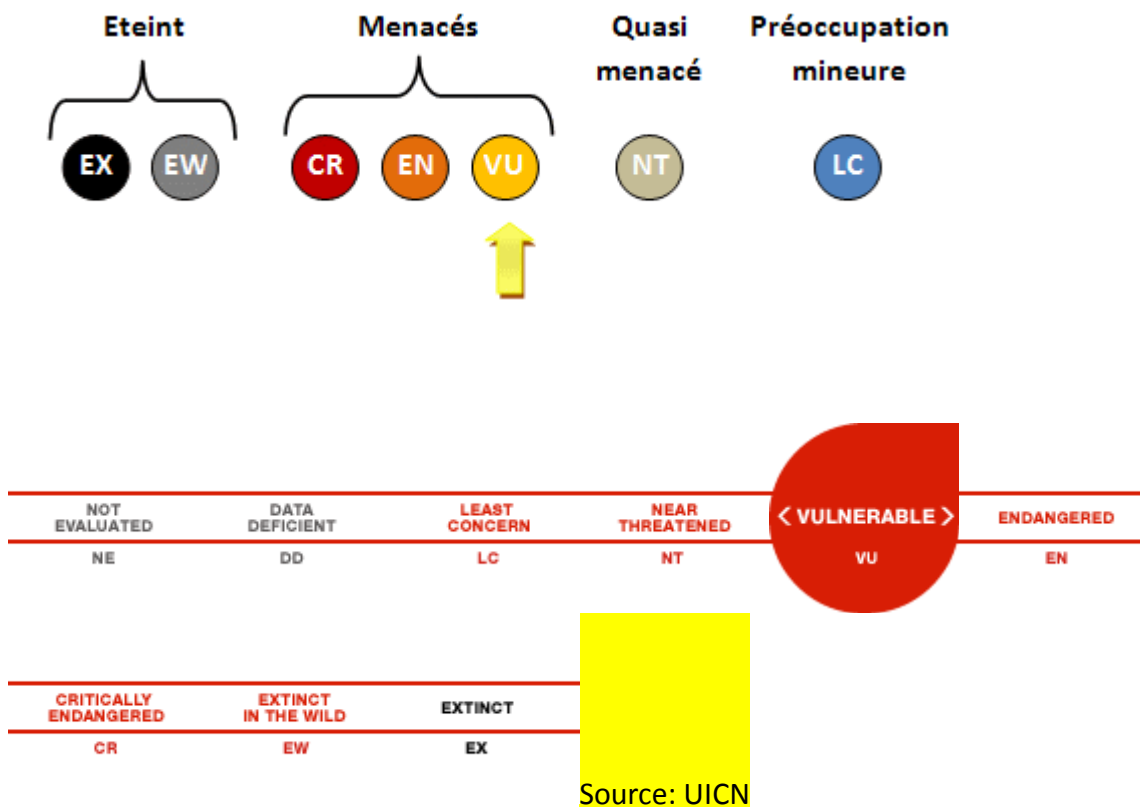 Eteint
Menacés
Quasi
menacé
Préoccupation
mineure
EX
EW
CR
EN
VU
NT
LC
NOT
EVALUATED
NE
DATA
DEFICIENT
DD
LEAST
CONCERN
LC
NEAR
THREATENED
NT
< VULNERABLE >
VU
ENDANGERED
EN
CRITICALLY
ENDANGERED
CR
EXTINCT
IN THE WILD
EW
EXTINCT
EX
Source: UICN